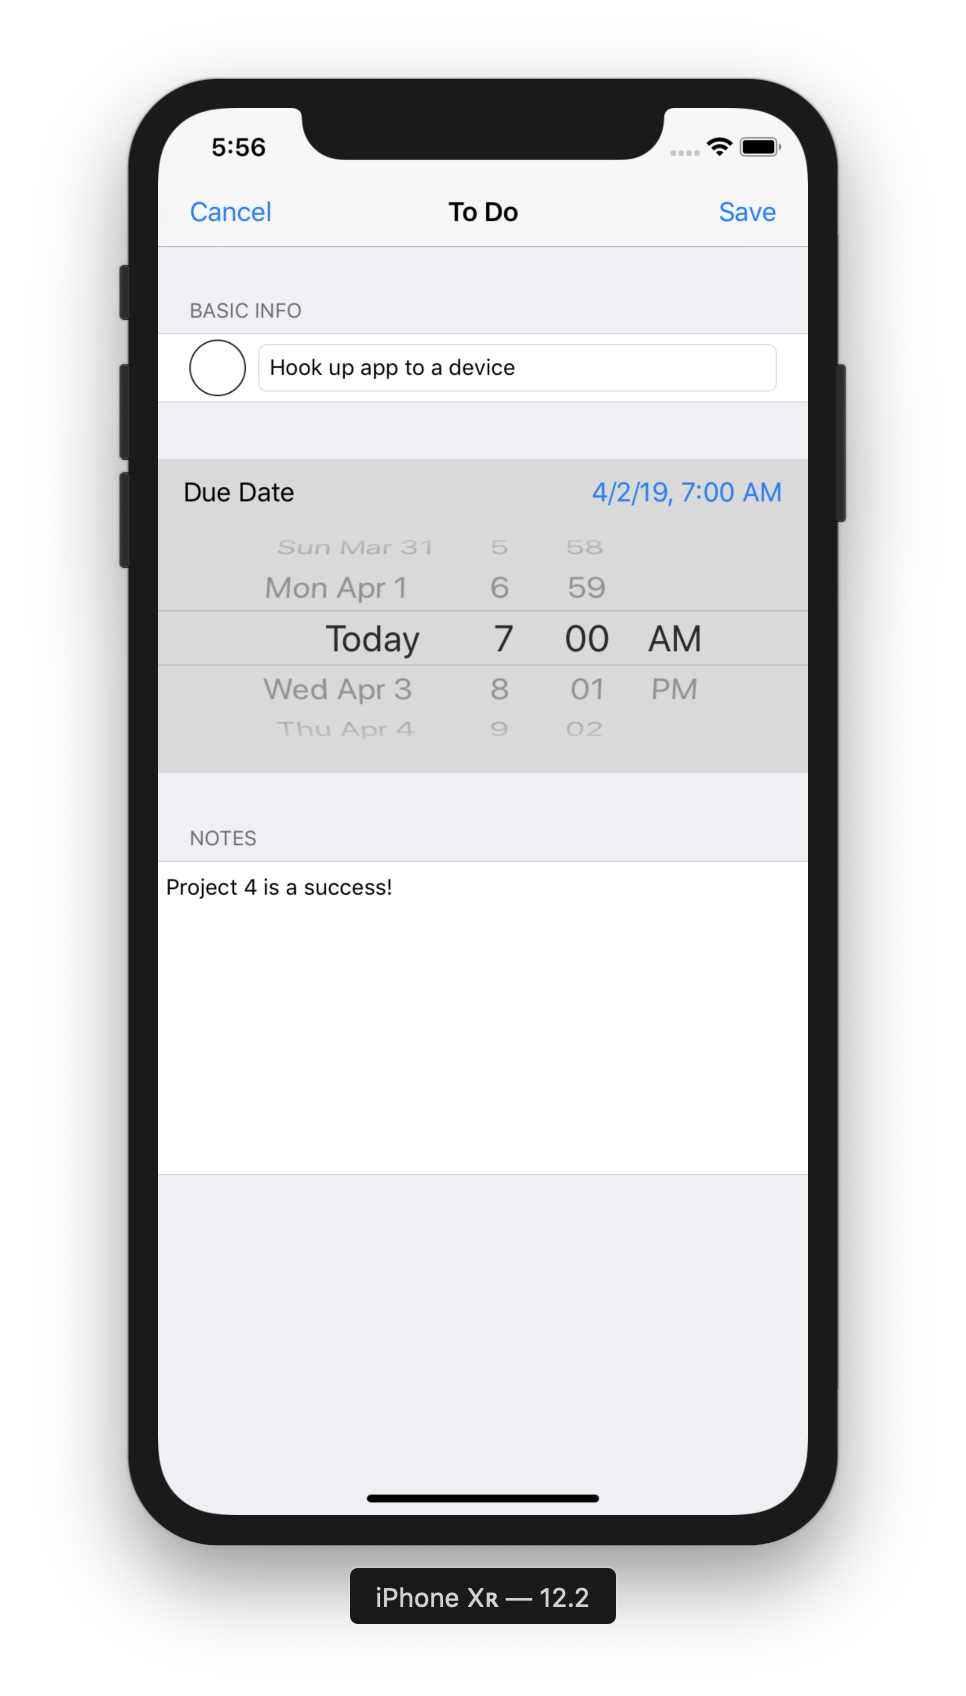 5:56
Cancel To Do Save
BASIC INFO
Hook up app to a device
Due Date 4/2/19, 7:00 AM
Sun Mar 31 5 58
Mon Apr 1 6 59
Today 7 00 AM
Wed Apr 3 8 01 PM
Thu Apr 4 9 02
NOTES
Project 4 is a success!
iPhone Xʀ — 12.2